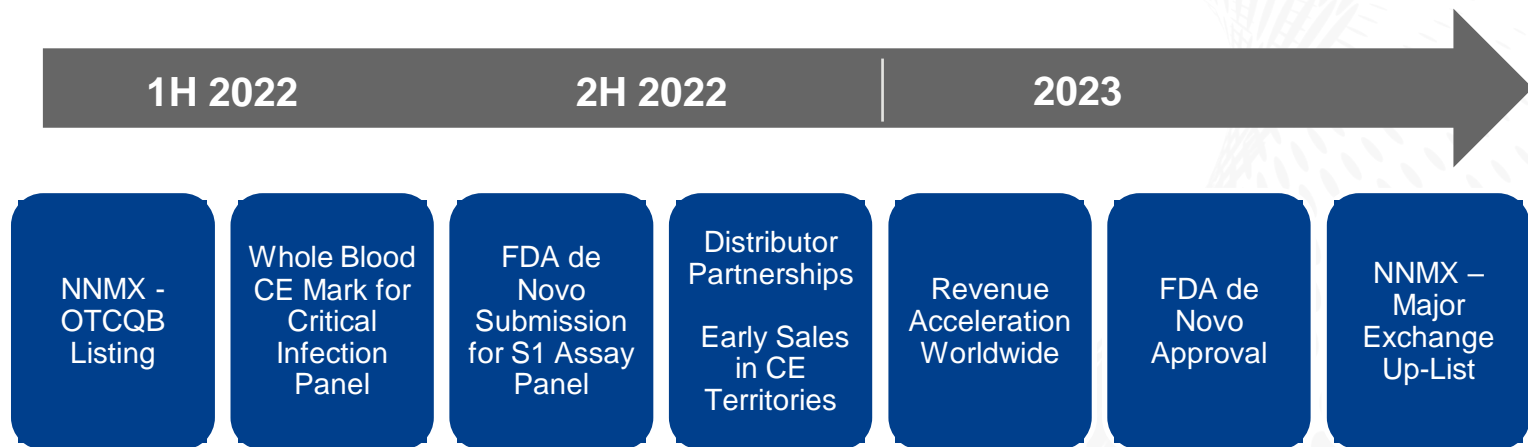 1H 2022
2H 2022
2023
NNMX -
OTCQB
Listing
Whole Blood
CE Mark for
Critical
Infection
Panel
FDA de
Novo
Submission
for S1 Assay
Panel
Distributor
Partnerships
Early Sales
in CE
Territories
Revenue
Acceleration
Worldwide
FDA de
Novo
Approval
NNMX –
Major
Exchange
Up-List